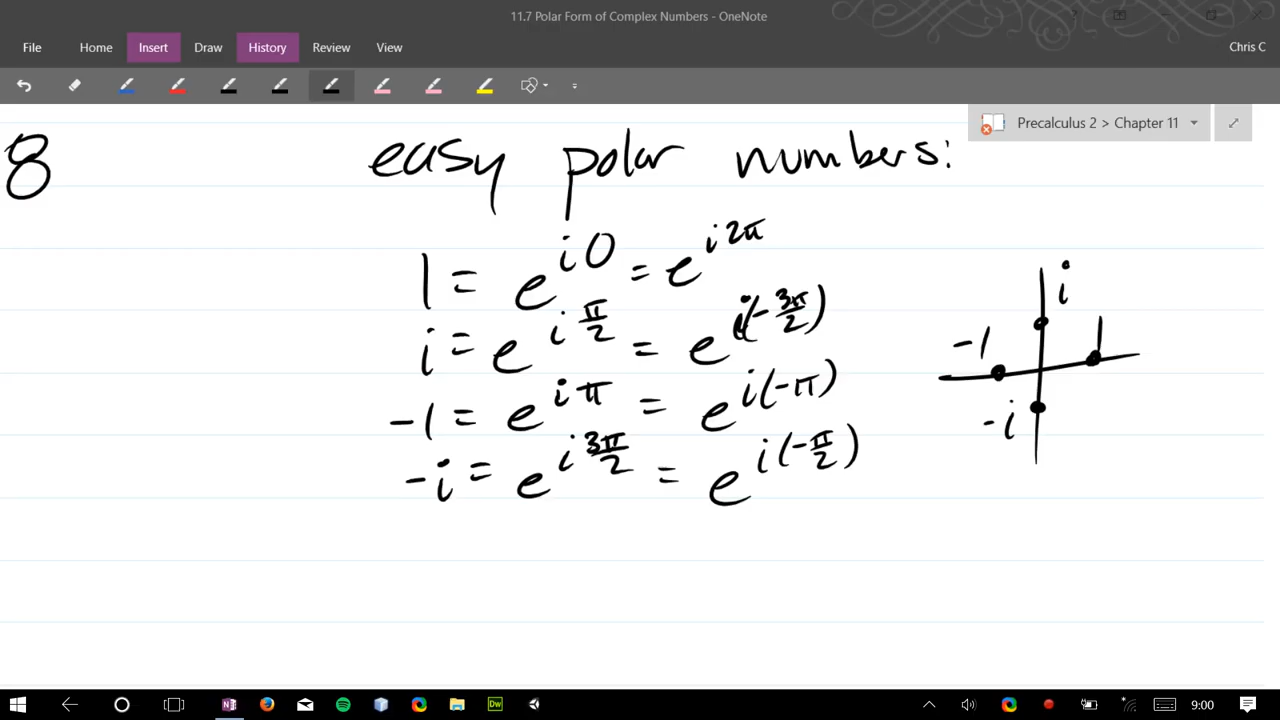 11.7 Polar Form of Complex Numbers - OneNote
File Home Insert Draw History Review View Chris C
Precalculus 2 > Chapter 11
8 easy polar numbers:
1 = e^{i0} = e^{i2π}
i = e^{iπ/2} = e^{i(-3π/2)}
-1 = e^{iπ} = e^{i(-π)}
-i = e^{i3π/2} = e^{i(-π/2)}
i
-1 1
-i
Dw 9:00